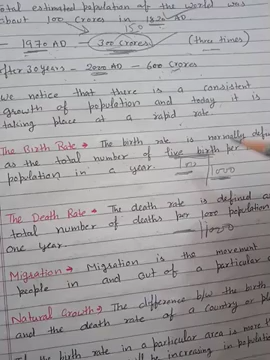 Total estimated population of the World was
about 100 Crores in 1820 AD
150
- 1970 AD - 300 Crores (three times)
After 30 years - 2000 AD - 600 Crores
We notice that there is a consistent
growth of population and today it is
taking place at a rapid rate
The Birth Rate → The birth rate is normally
as the total number of live birth per
population in a year.
1000
The Death Rate → The death rate is defined
total number of deaths per 1000
one year.
1000
Migration → Migration is the movement
people in and out of a particular
Natural Growth → The difference b/w the birth
and the death rate of a country or
the birth rate in a particular area is more
be increasing in